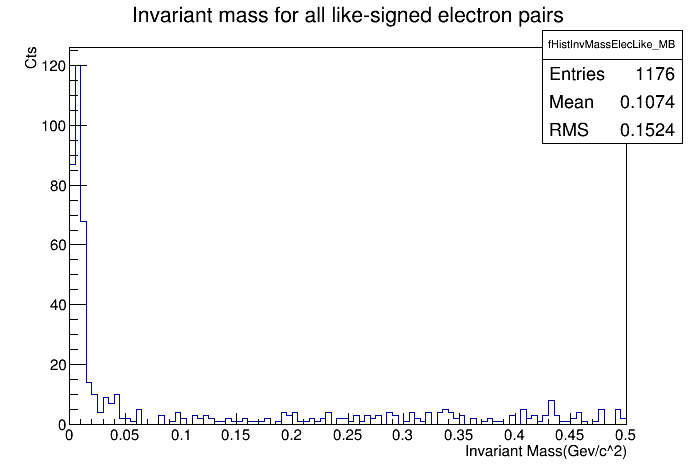 Invariant mass for all like-signed electron pairs
fHistInvMassElecLike_MB
Entries 1176
Mean 0.1074
RMS 0.1524
Cts
120
100
80
60
40
20
0
0 0.05 0.1 0.15 0.2 0.25 0.3 0.35 0.4 0.45 0.5
Invariant Mass(Gev/c^2)